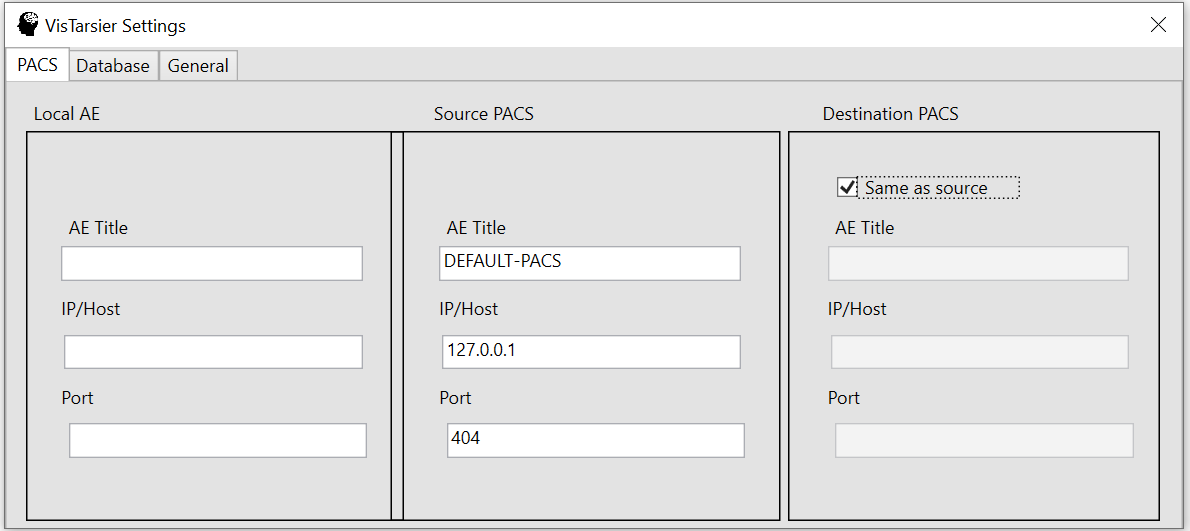 VisTarsier Settings
PACS Database General
Local AE Source PACS Destination PACS
Same as source
AE Title AE Title AE Title
DEFAULT-PACS
IP/Host IP/Host IP/Host
127.0.0.1
Port Port Port
404